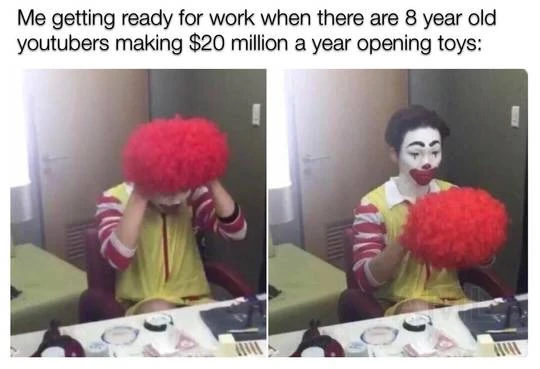 Me getting ready for work when there are 8 year old
youtubers making $20 million a year opening toys: